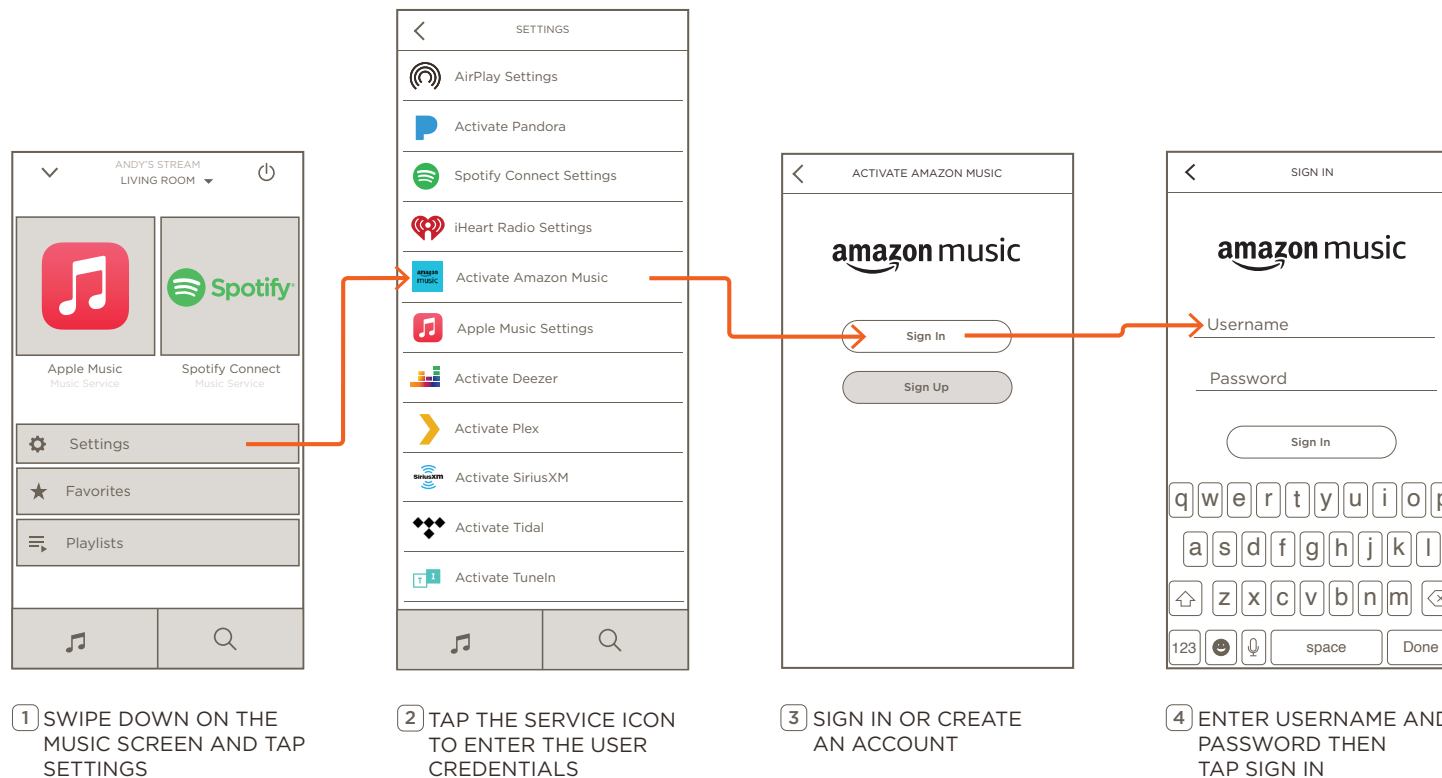 ANDY'S STREAM
LIVING ROOM
Spotify
Apple Music
Music Service
Spotify Connect
Music Service
Settings
Favorites
Playlists
1 SWIPE DOWN ON THE
MUSIC SCREEN AND TAP
SETTINGS
SETTINGS
AirPlay Settings
Activate Pandora
Spotify Connect Settings
iHeart Radio Settings
amazon
music
Activate Amazon Music
Apple Music Settings
Activate Deezer
Activate Plex
SiriusXM
Activate SiriusXM
Activate Tidal
T I
Activate TuneIn
2 TAP THE SERVICE ICON
TO ENTER THE USER
CREDENTIALS
ACTIVATE AMAZON MUSIC
amazon music
Sign In
Sign Up
3 SIGN IN OR CREATE
AN ACCOUNT
SIGN IN
amazon music
Username
Password
Sign In
q w e r t y u i o p
a s d f g h j k l
z x c v b n m
123 space Done
4 ENTER USERNAME AND
PASSWORD THEN
TAP SIGN IN